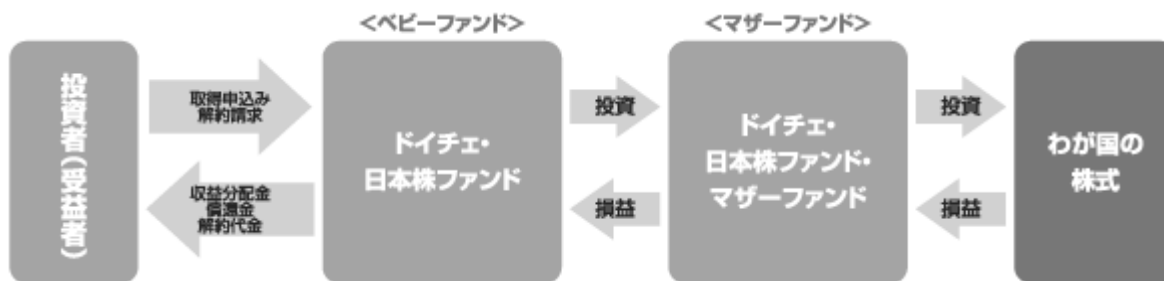 投資者(受益者)
取得申込み
解約請求
収益分配金
償還金
解約代金
<ベビーファンド>
ドイチェ・
日本株ファンド
投資
損益
<マザーファンド>
ドイチェ・
日本株ファンド・
マザーファンド
投資
損益
わが国の
株式